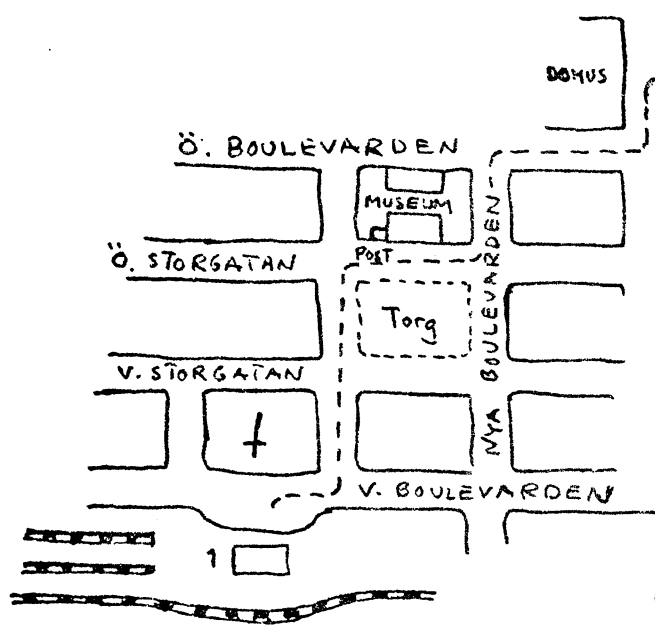 DOMUS
Ö. BOULEVARDEN
MUSEUM
POST
Ö. STORGATAN
Torg
NYA BOULEVARDEN
V. STORGATAN
V. BOULEVARDEN
1